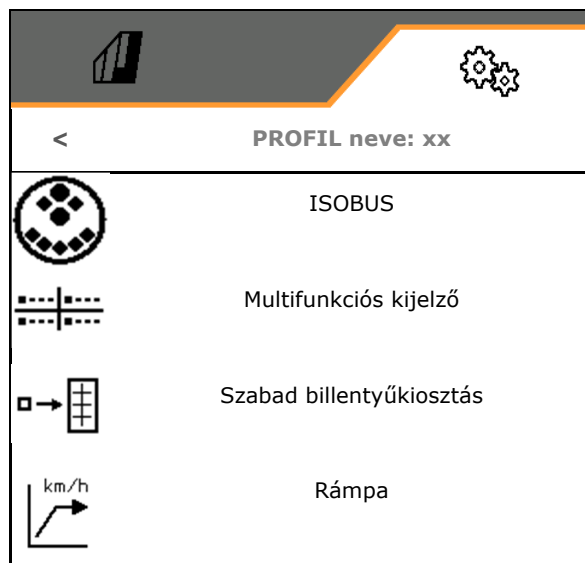 < PROFIL neve: xx
ISOBUS
Multifunkciós kijelző
Szabad billentyűkiosztás
km/h
Rámpa